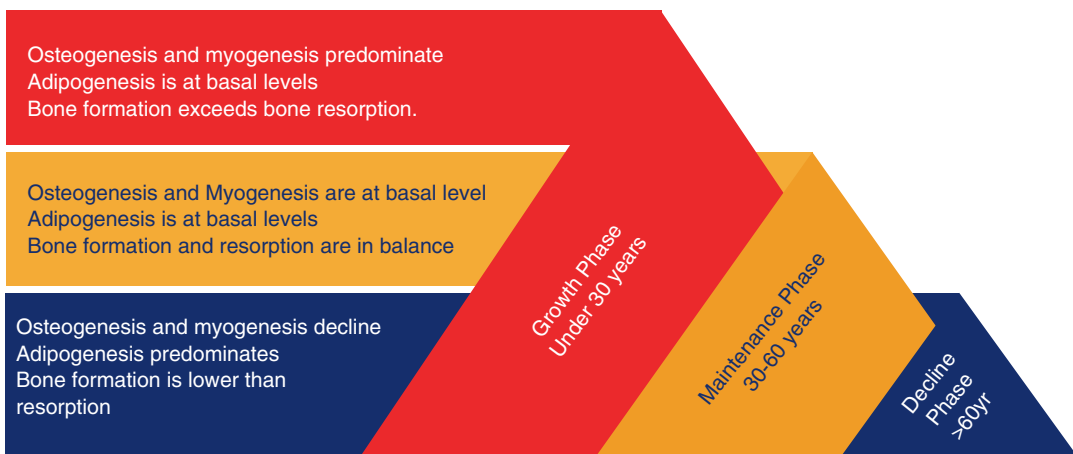 Osteogenesis and myogenesis predominate
Adipogenesis is at basal levels
Bone formation exceeds bone resorption.
Osteogenesis and Myogenesis are at basal level
Adipogenesis is at basal levels
Bone formation and resorption are in balance
Osteogenesis and myogenesis decline
Adipogenesis predominates
Bone formation is lower than
resorption
Growth Phase
Under 30 years
Maintenance Phase
30-60 years
Decline
Phase
>60yr